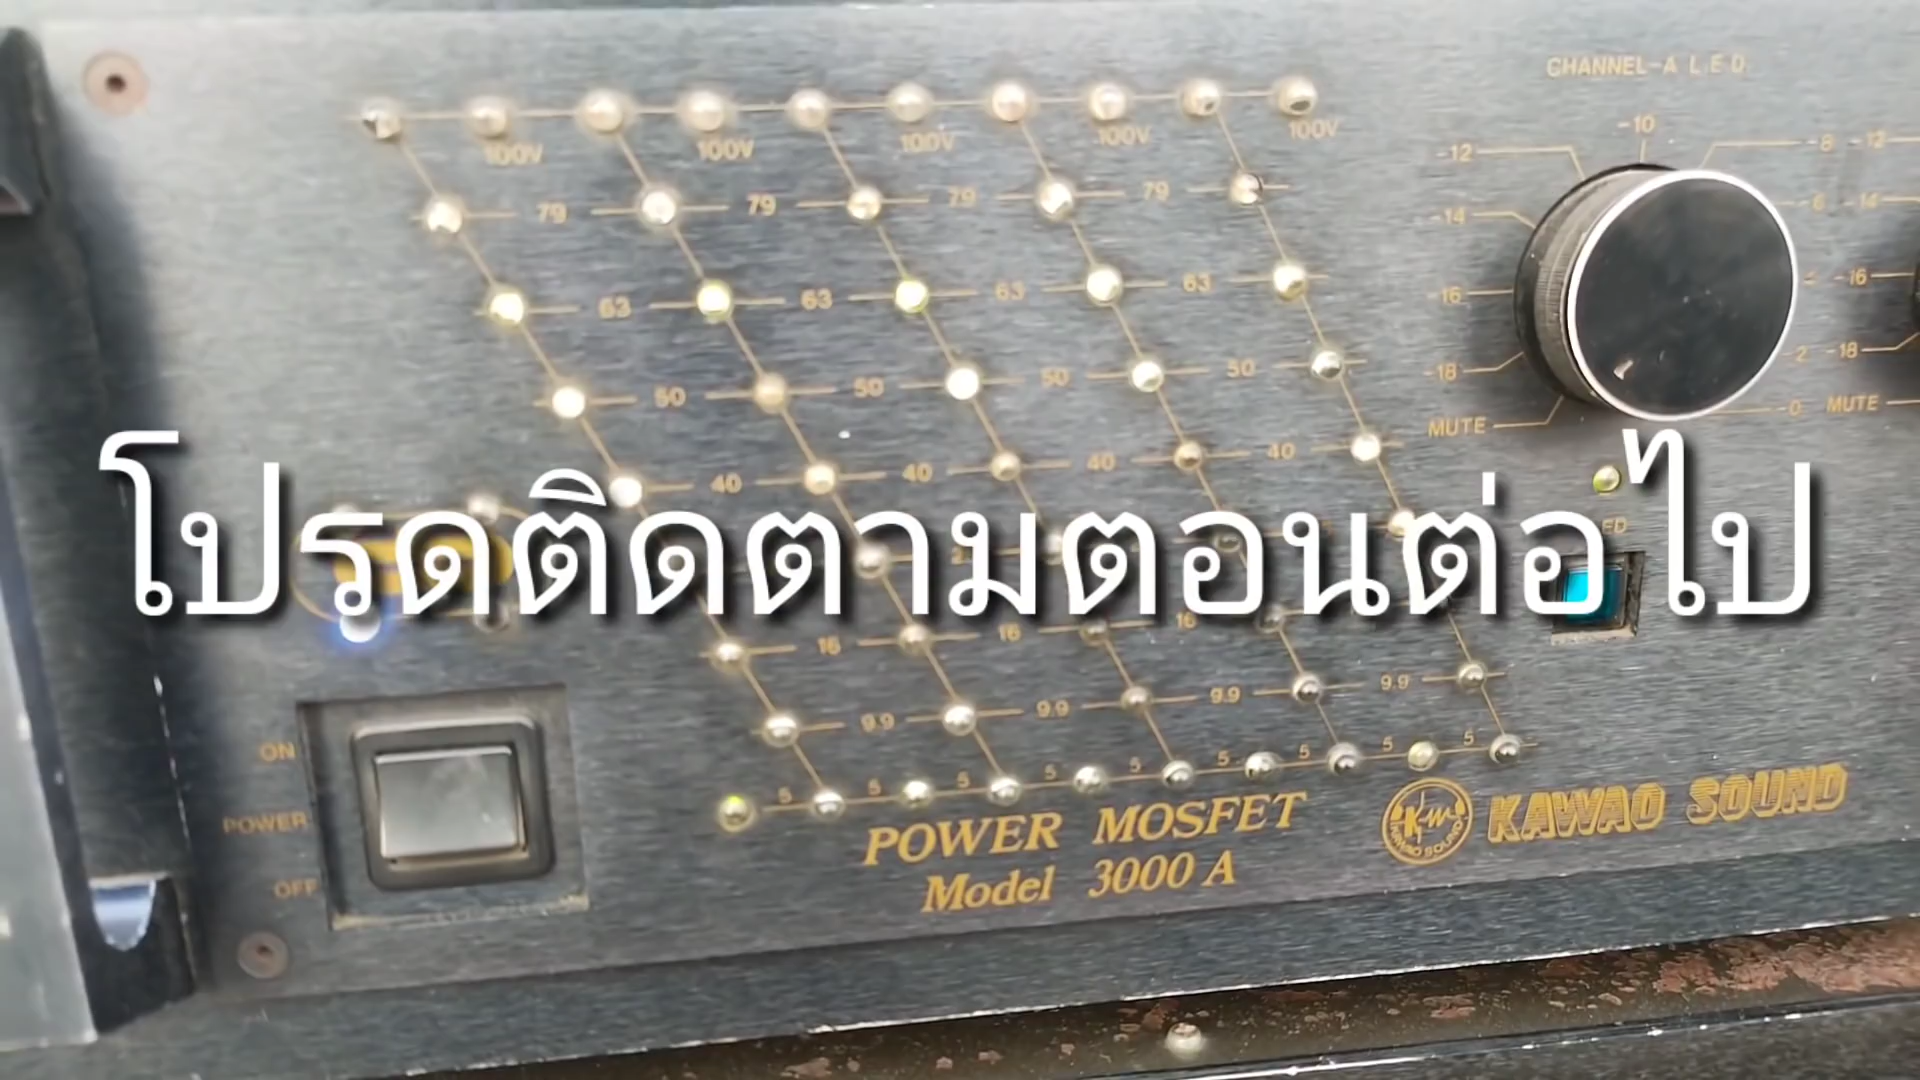 CHANNEL-A L.E.D.
-10
-12 -8 -12
100V 100V 100V 100V 100V
79 79 79 79
-14 -6 -14
63 63 63 63
-16 -16
50 50 50 50
-18 -2 -18
MUTE -0 MUTE
40 40 40 40
โปรดติดตามตอนต่อไป
16 16 16
9.9 9.9 9.9 9.9
ON
5 5 5 5 5 5 5 5
POWER
OFF
POWER MOSFET
Model 3000 A
KAWAO SOUND